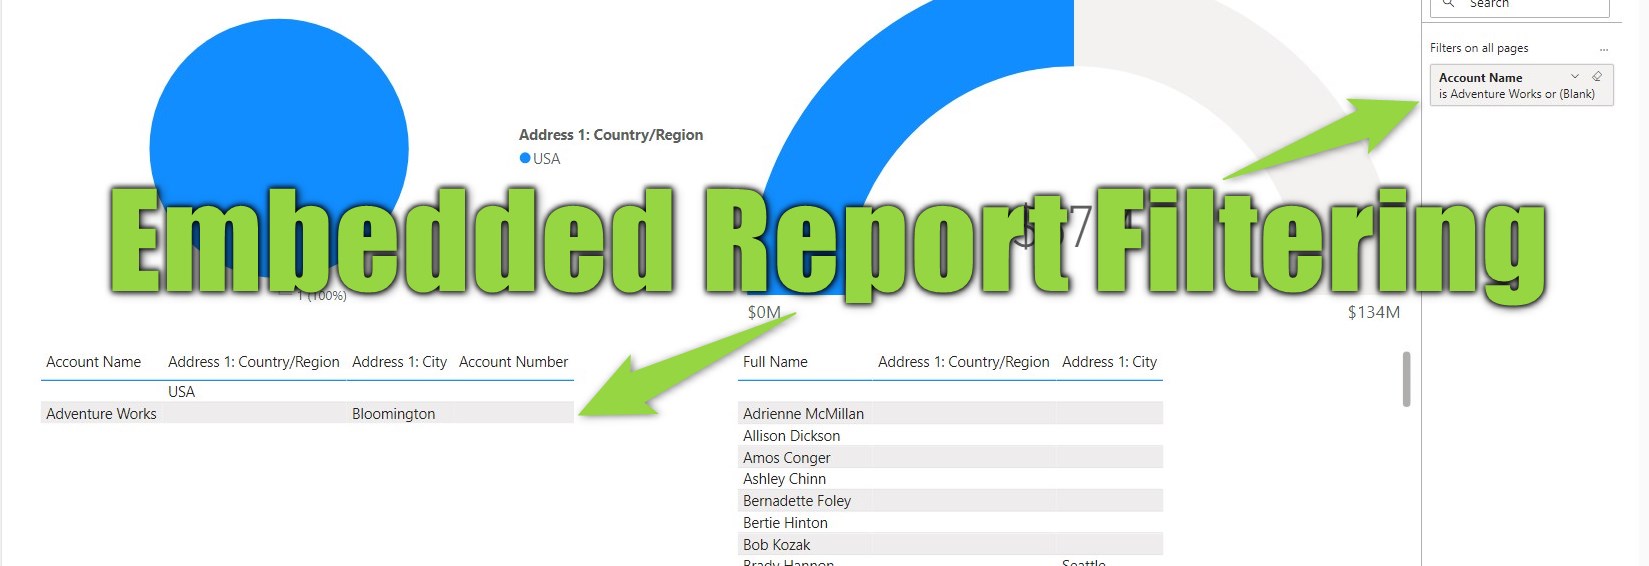 Search
Filters on all pages
...
Account Name
is Adventure Works or (Blank)
Address 1: Country/Region
USA
Embedded Report Filtering
1 (100%)
$0M
$134M
Account Name Address 1: Country/Region Address 1: City Account Number
USA
Adventure Works Bloomington
Full Name Address 1: Country/Region Address 1: City
Adrienne McMillan
Allison Dickson
Amos Conger
Ashley Chinn
Bernadette Foley
Bertie Hinton
Bob Kozak
Brady Hannon Seattle